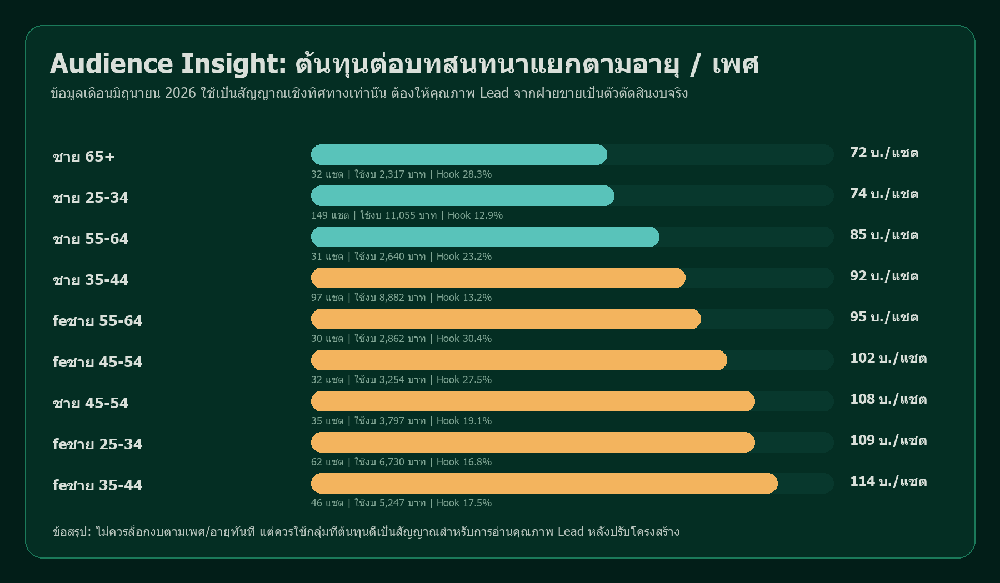 Audience Insight: ต้นทุนต่อบทสนทนาแยกตามอายุ / เพศ
ข้อมูลเดือนมิถุนายน 2026 ใช้เป็นสัญญาณเชิงทิศทางเท่านั้น ต้องให้คุณภาพ Lead จากฝ่ายขายเป็นตัวตัดสินงบจริง
ชาย 65+
72 บ./แชต
32 แชต | ใช้งบ 2,317 บาท | Hook 28.3%
ชาย 25-34
74 บ./แชต
149 แชต | ใช้งบ 11,055 บาท | Hook 12.9%
ชาย 55-64
85 บ./แชต
31 แชต | ใช้งบ 2,640 บาท | Hook 23.2%
ชาย 35-44
92 บ./แชต
97 แชต | ใช้งบ 8,882 บาท | Hook 13.2%
feชาย 55-64
95 บ./แชต
30 แชต | ใช้งบ 2,862 บาท | Hook 30.4%
feชาย 45-54
102 บ./แชต
32 แชต | ใช้งบ 3,254 บาท | Hook 27.5%
ชาย 45-54
108 บ./แชต
35 แชต | ใช้งบ 3,797 บาท | Hook 19.1%
feชาย 25-34
109 บ./แชต
62 แชต | ใช้งบ 6,730 บาท | Hook 16.8%
feชาย 35-44
114 บ./แชต
46 แชต | ใช้งบ 5,247 บาท | Hook 17.5%
ข้อสรุป: ไม่ควรล็อกงบตามเพศ/อายุทันที แต่ควรใช้กลุ่มที่ต้นทุนดีเป็นสัญญาณสำหรับการอ่านคุณภาพ Lead หลังปรับโครงสร้าง